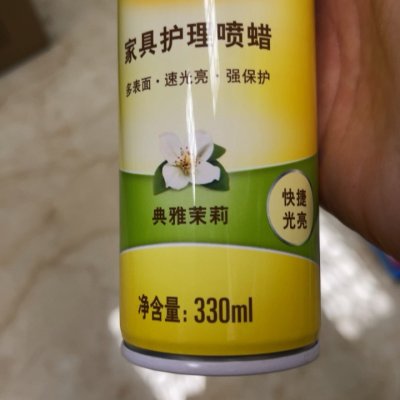 家具护理喷蜡
多表面·速光亮·强保护
典雅茉莉
快捷
光亮
净含量：330ml